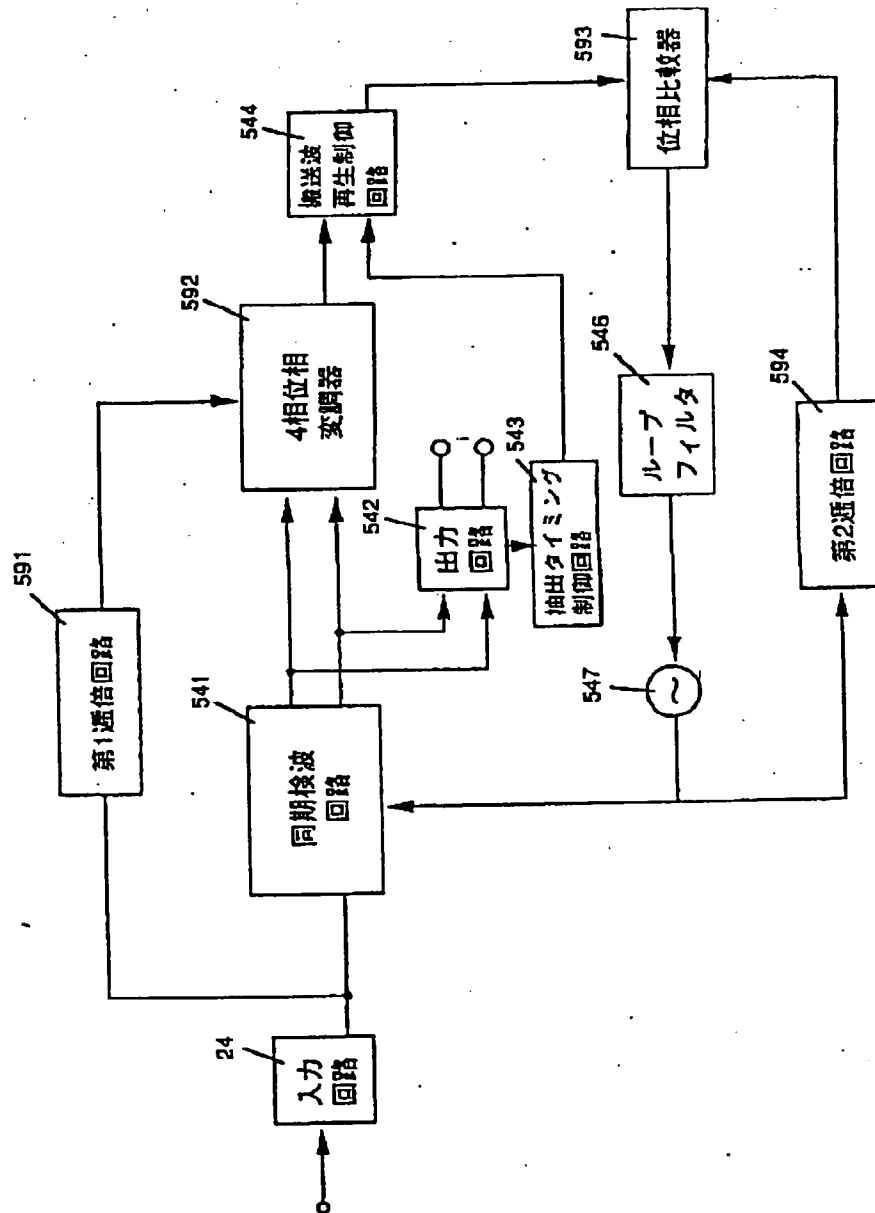 591
第1逓倍回路
24
入力
回路
541
同期検波
回路
592
4相位相
変調器
544
搬送波
再生制御
回路
542
出力
回路
543
抽出タイミング
制御回路
593
位相比較器
546
ループ
フィルタ
547
~
594
第2逓倍回路